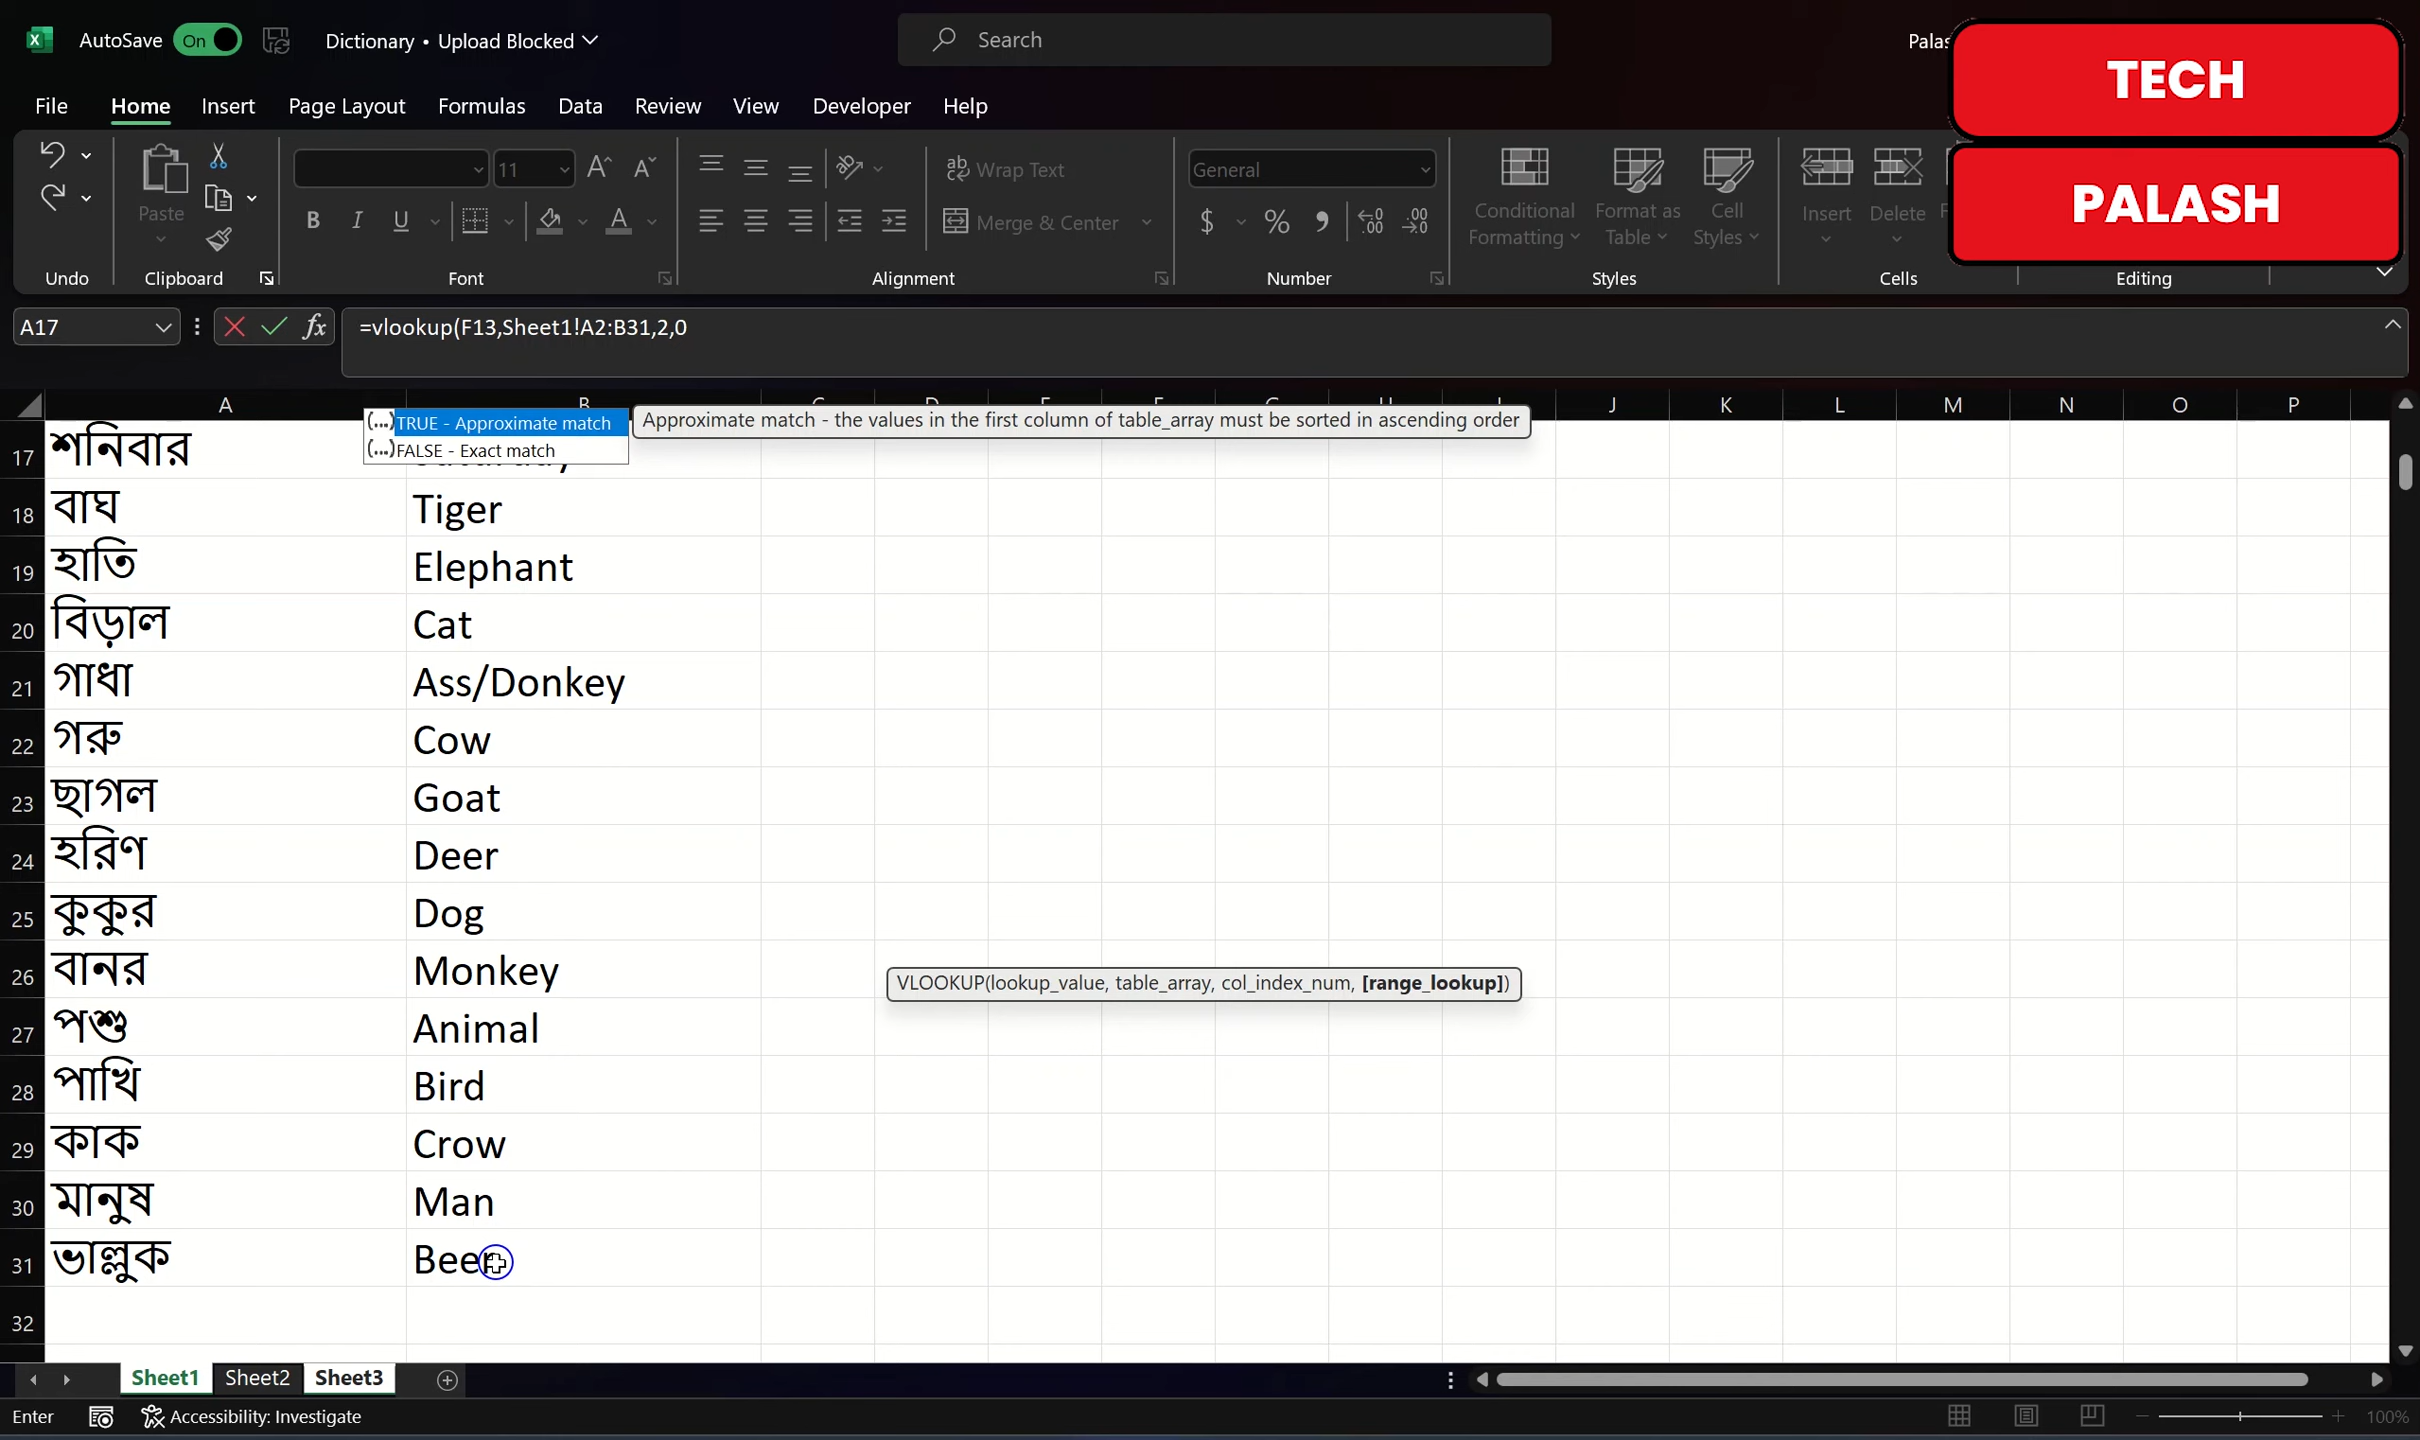 AutoSave On Dictionary • Upload Blocked Search
TECH
PALASH
File Home Insert Page Layout Formulas Data Review View Developer Help
11 Wrap Text General
Paste B I U Merge & Center $ % Conditional Formatting Format as Table Cell Styles Insert Delete
Undo Clipboard Font Alignment Number Styles Cells Editing
A17 fx =vlookup(F13,Sheet1!A2:B31,2,0
A J K L M N O P
TRUE - Approximate match Approximate match - the values in the first column of table_array must be sorted in ascending order
FALSE - Exact match
17 শনিবার
18 বাঘ Tiger
19 হাতি Elephant
20 বিড়াল Cat
21 গাধা Ass/Donkey
22 গরু Cow
23 ছাগল Goat
24 হরিণ Deer
25 কুকুর Dog
26 বানর Monkey
VLOOKUP(lookup_value, table_array, col_index_num, [range_lookup])
27 পশু Animal
28 পাখি Bird
29 কাক Crow
30 মানুষ Man
31 ভাল্লুক Beer
32
Sheet1 Sheet2 Sheet3
Enter Accessibility: Investigate 100%